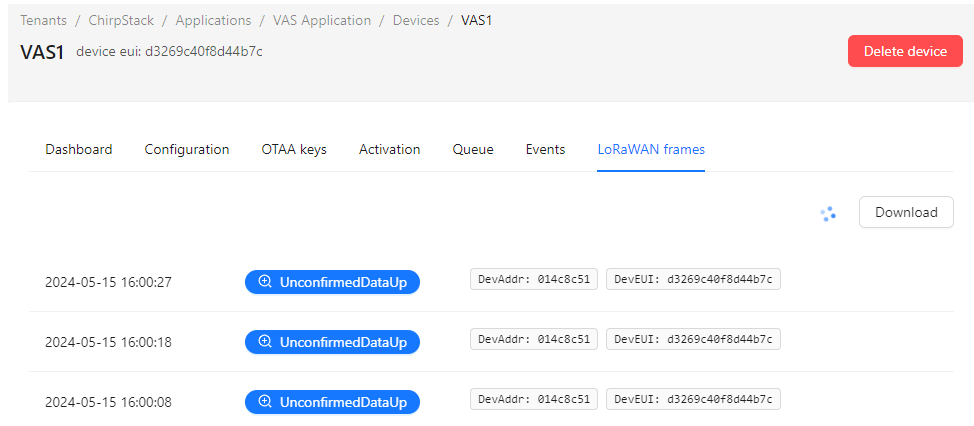 Tenants / ChirpStack / Applications / VAS Application / Devices / VAS1
VAS1 device eui: d3269c40f8d44b7c
Delete device
Dashboard Configuration OTAA keys Activation Queue Events LoRaWAN frames
Download
2024-05-15 16:00:27 UnconfirmedDataUp DevAddr: 014c8c51 DevEUI: d3269c40f8d44b7c
2024-05-15 16:00:18 UnconfirmedDataUp DevAddr: 014c8c51 DevEUI: d3269c40f8d44b7c
2024-05-15 16:00:08 UnconfirmedDataUp DevAddr: 014c8c51 DevEUI: d3269c40f8d44b7c